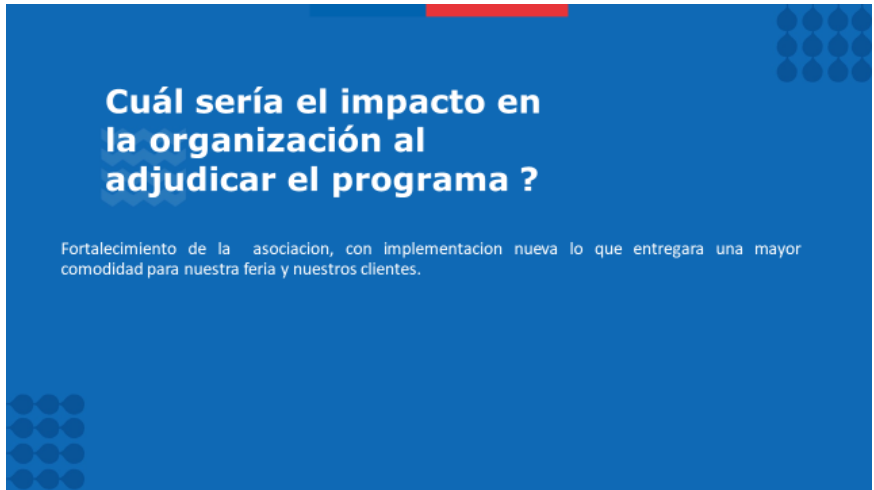 Cuál sería el impacto en
la organización al
adjudicar el programa ?
Fortalecimiento de la asociacion, con implementacion nueva lo que entregara una mayor
comodidad para nuestra feria y nuestros clientes.